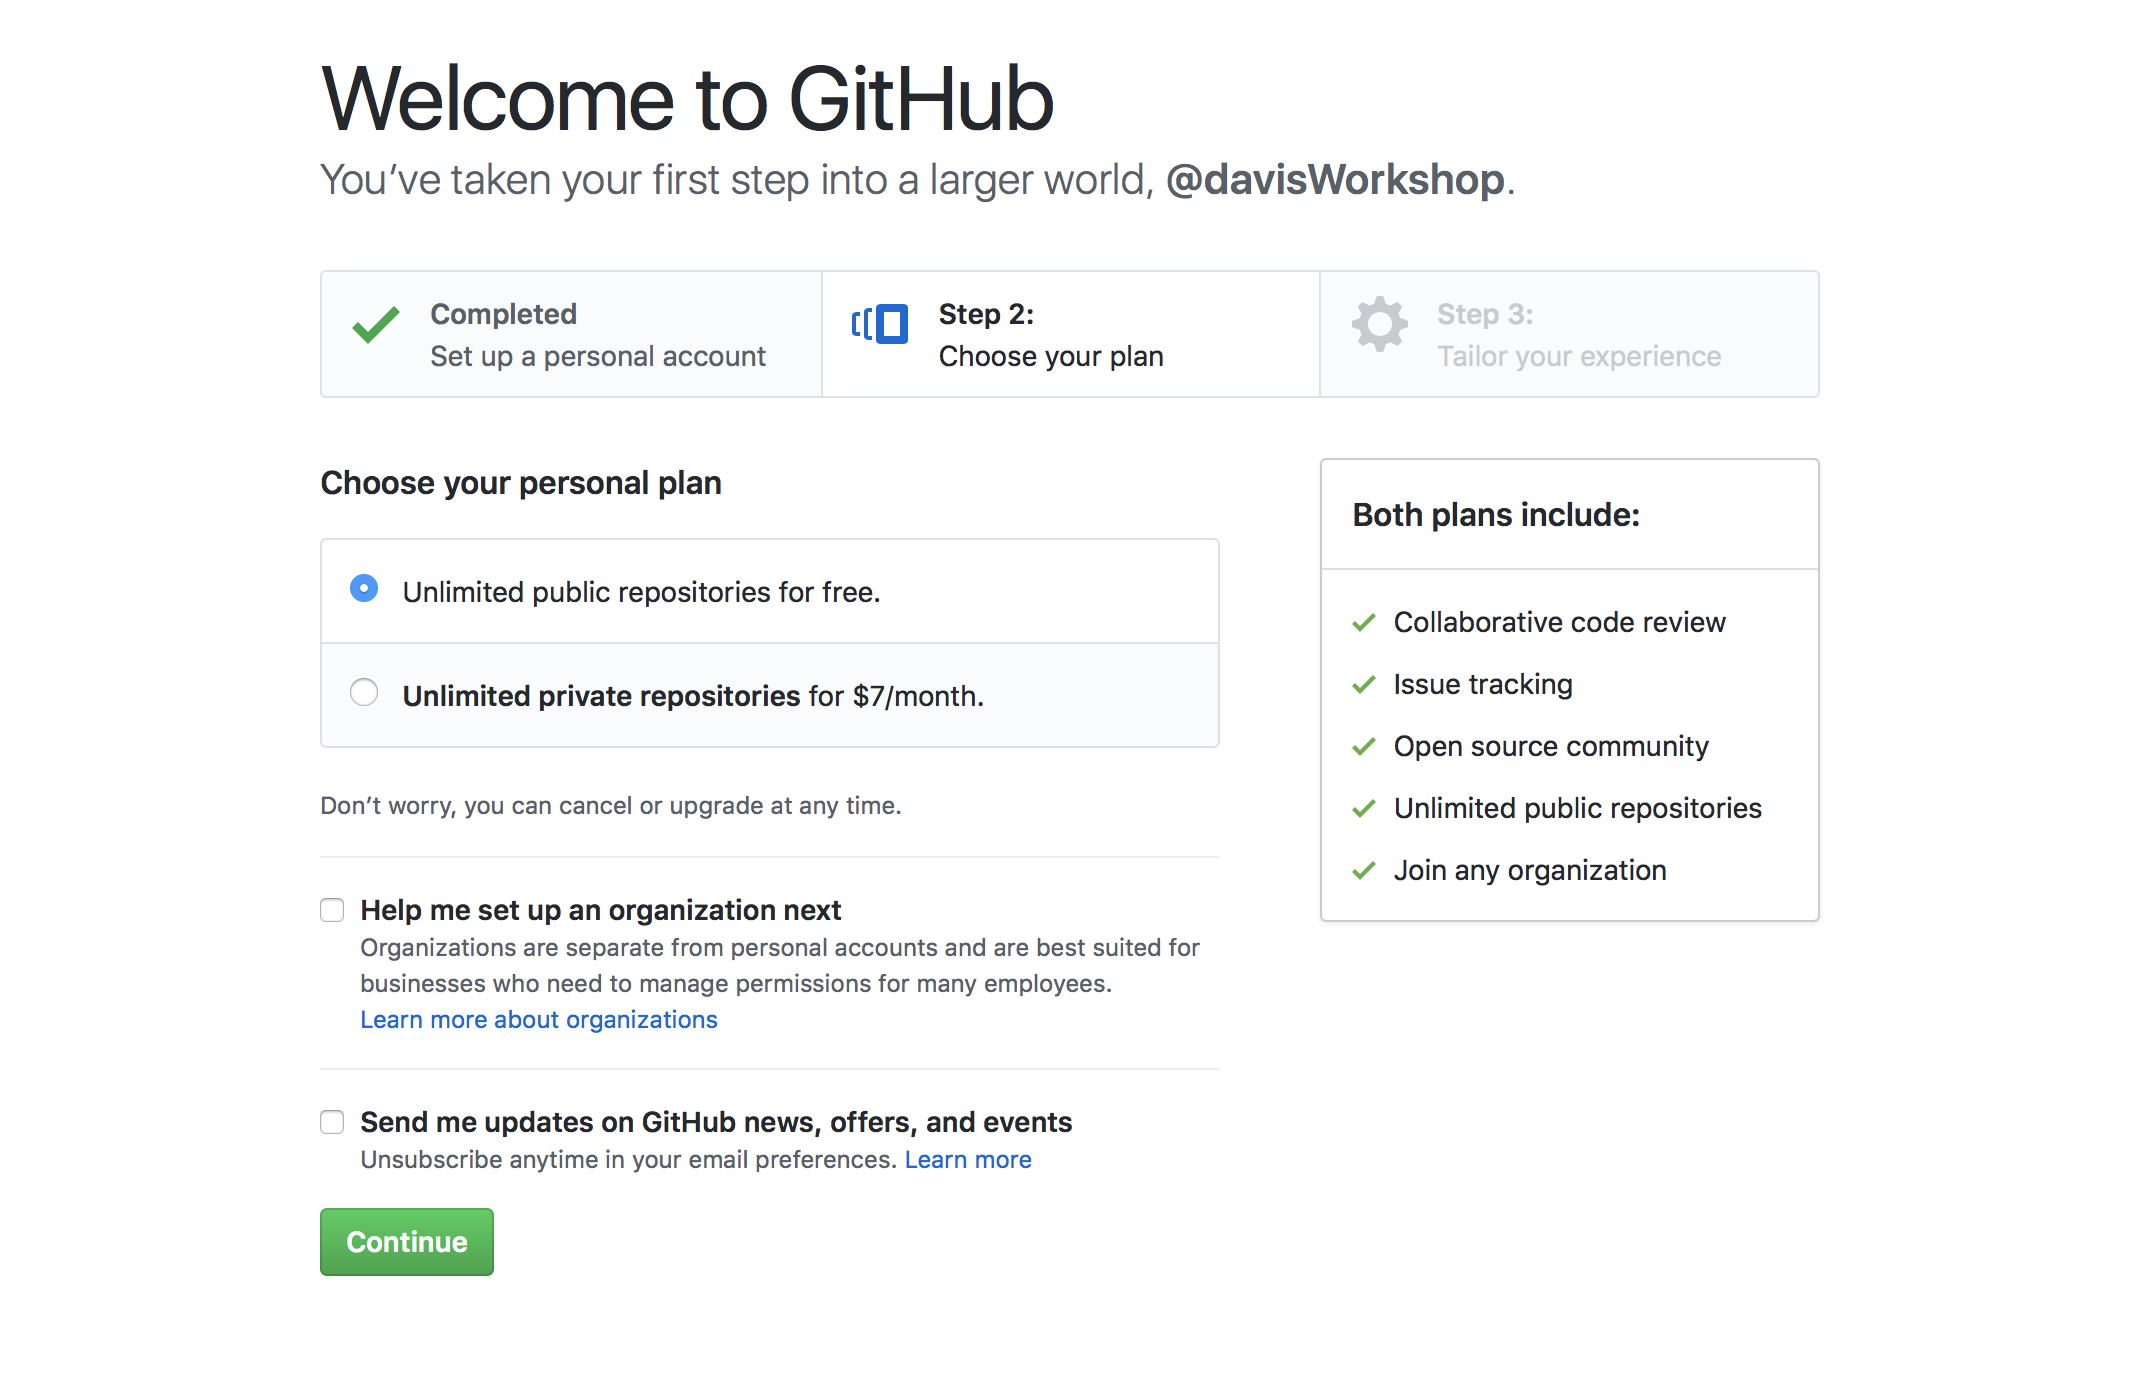 Welcome to GitHub
You’ve taken your first step into a larger world, @davisWorkshop.
Completed
Set up a personal account
Step 2:
Choose your plan
Step 3:
Tailor your experience
Choose your personal plan
Unlimited public repositories for free.
Unlimited private repositories for $7/month.
Don’t worry, you can cancel or upgrade at any time.
Help me set up an organization next
Organizations are separate from personal accounts and are best suited for
businesses who need to manage permissions for many employees.
Learn more about organizations
Send me updates on GitHub news, offers, and events
Unsubscribe anytime in your email preferences. Learn more
Continue
Both plans include:
Collaborative code review
Issue tracking
Open source community
Unlimited public repositories
Join any organization